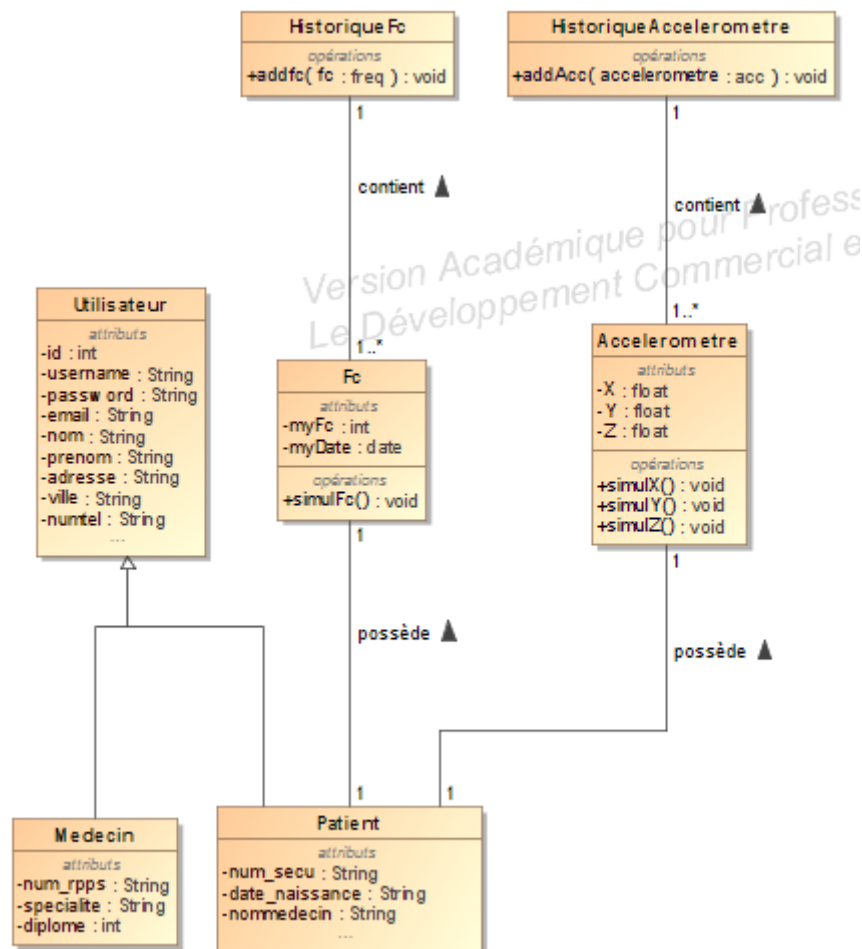 HistoriqueFc
opérations
+addfc( fc : freq ) : void
1
contient
1..*
HistoriqueAccelerometre
opérations
+addAcc( accelerometre : acc ) : void
1
contient
1..*
Version Académique pour Profess
Le Développement Commercial e
Utilisateur
attributs
-id : int
-username : String
-password : String
-email : String
-nom : String
-prenom : String
-adresse : String
-ville : String
-numtel : String
...
Fc
attributs
-myFc : int
-myDate : date
opérations
+simulFc() : void
1
possède
1
Accelerometre
attributs
-X : float
-Y : float
-Z : float
opérations
+simulX() : void
+simulY() : void
+simulZ() : void
1
possède
1
Medecin
attributs
-num_rpps : String
-specialite : String
-diplome : int
Patient
attributs
-num_secu : String
-date_naissance : String
-nommedecin : String
...